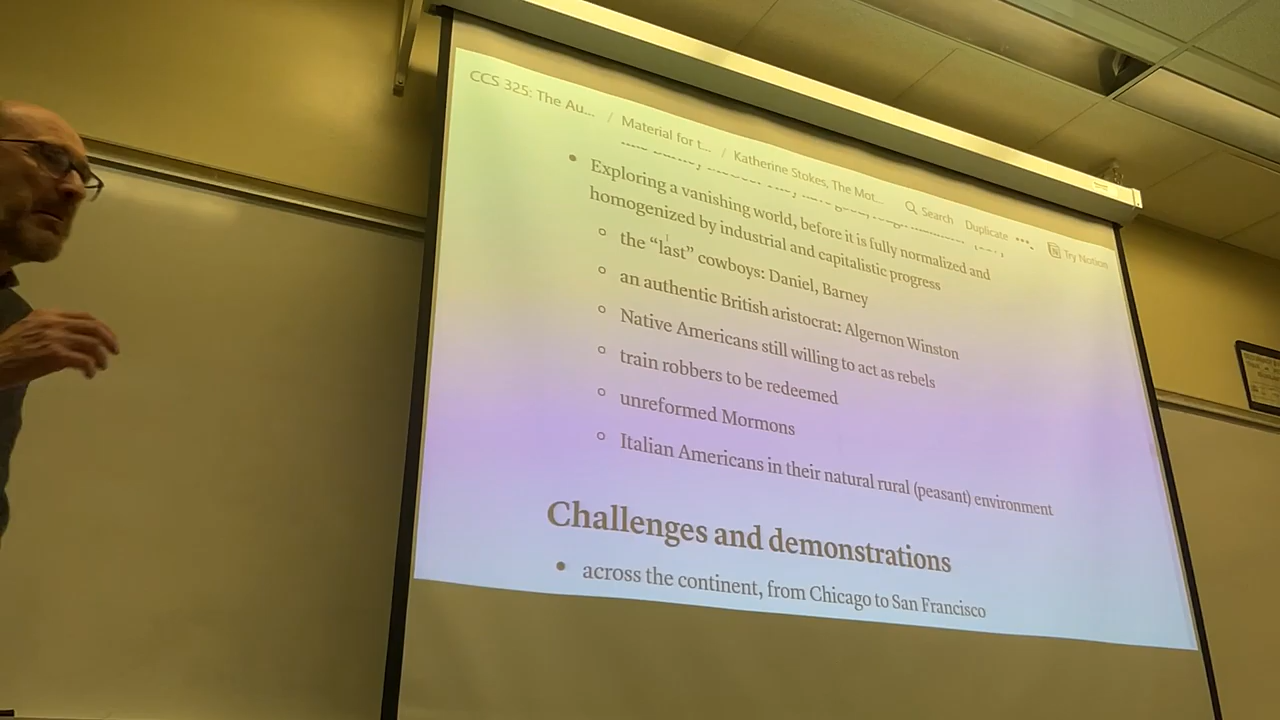 CCS 325: The Au... / Material for t... / Katherine Stokes, The Mot... Search Duplicate ••• Try Notion
• Exploring a vanishing world, before it is fully normalized and
homogenized by industrial and capitalistic progress
○ the “last” cowboys: Daniel, Barney
○ an authentic British aristocrat: Algernon Winston
○ Native Americans still willing to act as rebels
○ train robbers to be redeemed
○ unreformed Mormons
○ Italian Americans in their natural rural (peasant) environment
Challenges and demonstrations
• across the continent, from Chicago to San Francisco